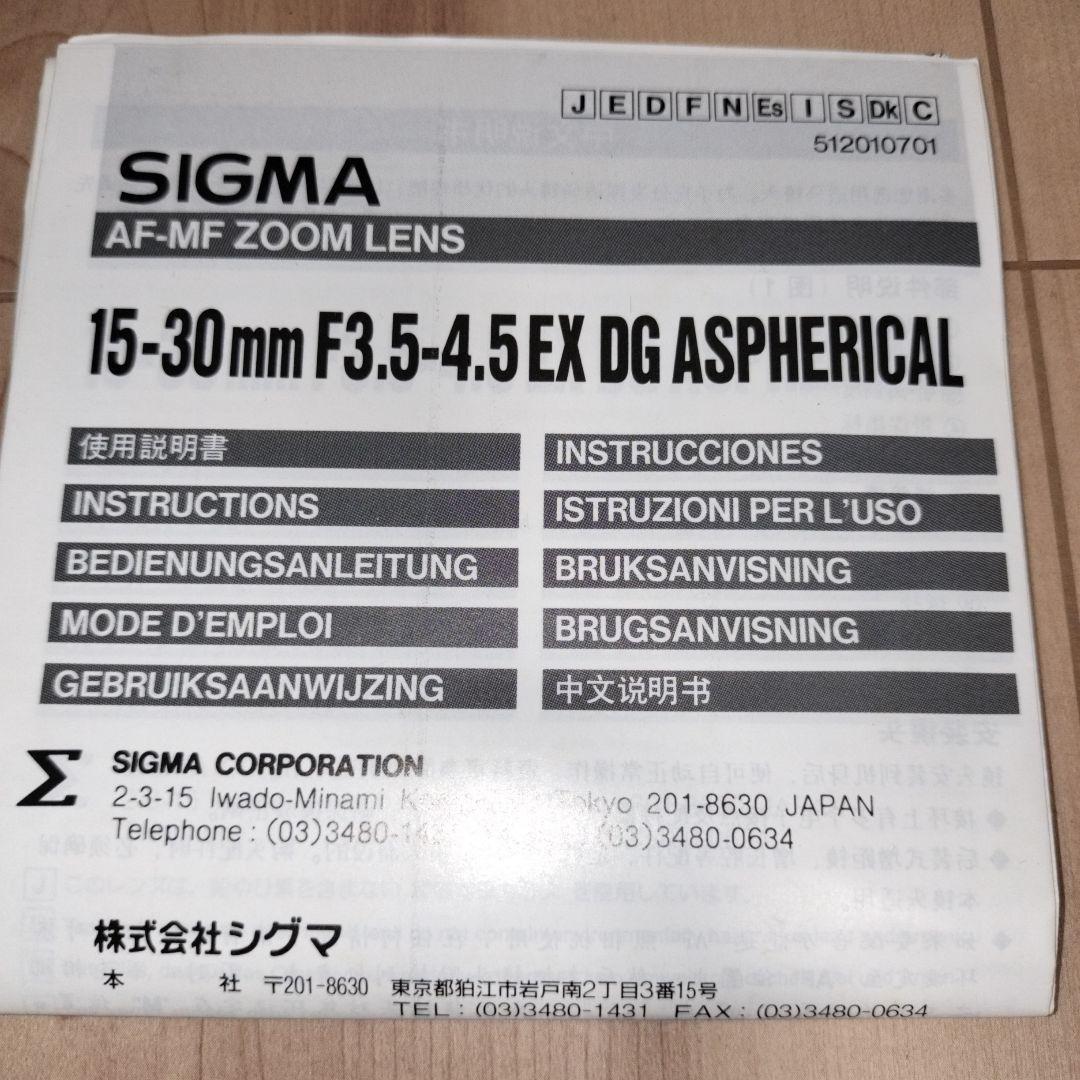 J E D F N Es I S Dk C
512010701
SIGMA
AF-MF ZOOM LENS
15-30mm F3.5-4.5 EX DG ASPHERICAL
使用説明書
INSTRUCTIONS
BEDIENUNGSANLEITUNG
MODE D'EMPLOI
GEBRUIKSAANWIJZING
INSTRUCCIONES
ISTRUZIONI PER L'USO
BRUKSANVISNING
BRUGSANVISNING
中文说明书
Σ SIGMA CORPORATION
2-3-15 Iwado-Minami Tokyo 201-8630 JAPAN
Telephone : (03)3480-14 (03)3480-0634
株式会社シグマ
本 社 〒201-8630 東京都狛江市岩戸南2丁目3番15号
TEL : (03)3480-1431 FAX : (03)3480-0634